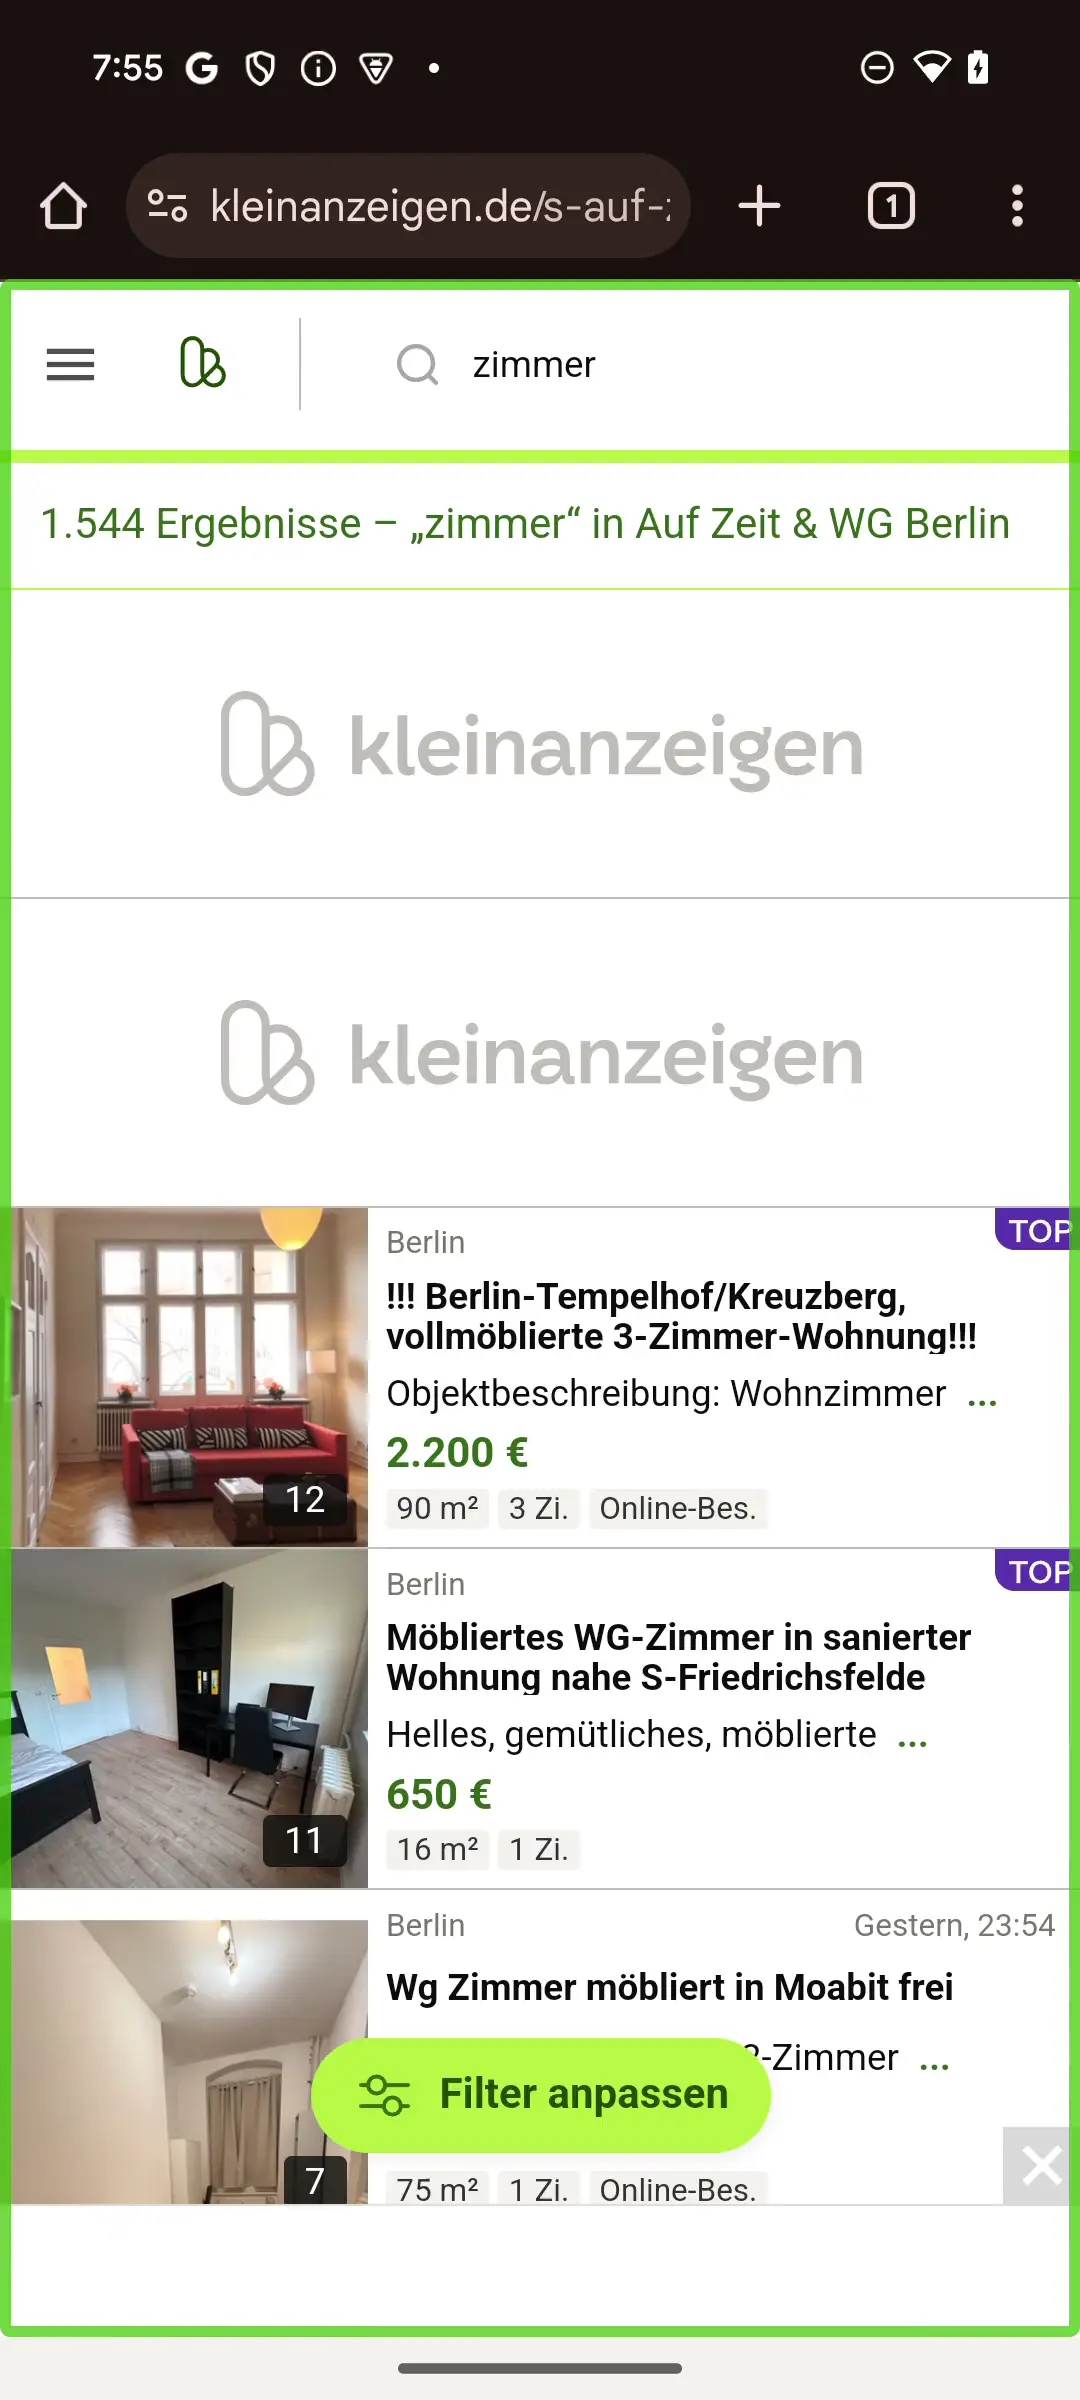 7:55
kleinanzeigen.de/s-auf-
1
zimmer
1.544 Ergebnisse – „zimmer“ in Auf Zeit & WG Berlin
kleinanzeigen
kleinanzeigen
Berlin
TOP
!!! Berlin-Tempelhof/Kreuzberg,
vollmöblierte 3-Zimmer-Wohnung!!!
Objektbeschreibung: Wohnzimmer ...
2.200 €
12
90 m² 3 Zi. Online-Bes.
Berlin
TOP
Möbliertes WG-Zimmer in sanierter
Wohnung nahe S-Friedrichsfelde
Helles, gemütliches, möblierte ...
650 €
11
16 m² 1 Zi.
Berlin Gestern, 23:54
Wg Zimmer möbliert in Moabit frei
-Zimmer ...
Filter anpassen
7
75 m² 1 Zi. Online-Bes.